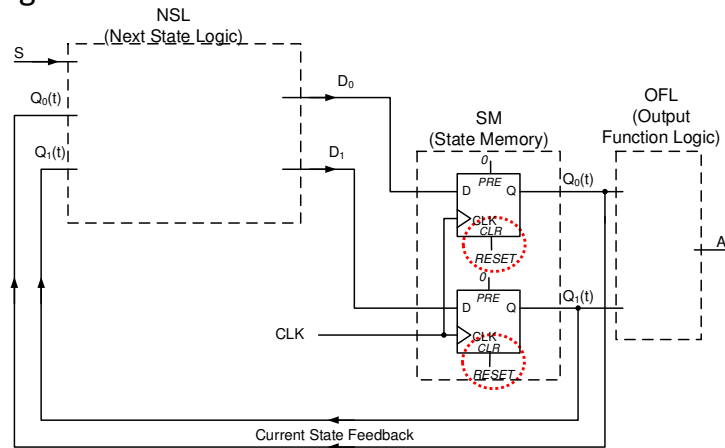 NSL
(Next State Logic)
S
Q0(t)
Q1(t)
D0
D1
SM
(State Memory)
OFL
(Output
Function Logic)
0
PRE
D
Q
CLK
CLR
RESET
Q0(t)
A
0
PRE
D
Q
CLK
CLR
RESET
Q1(t)
CLK
Current State Feedback